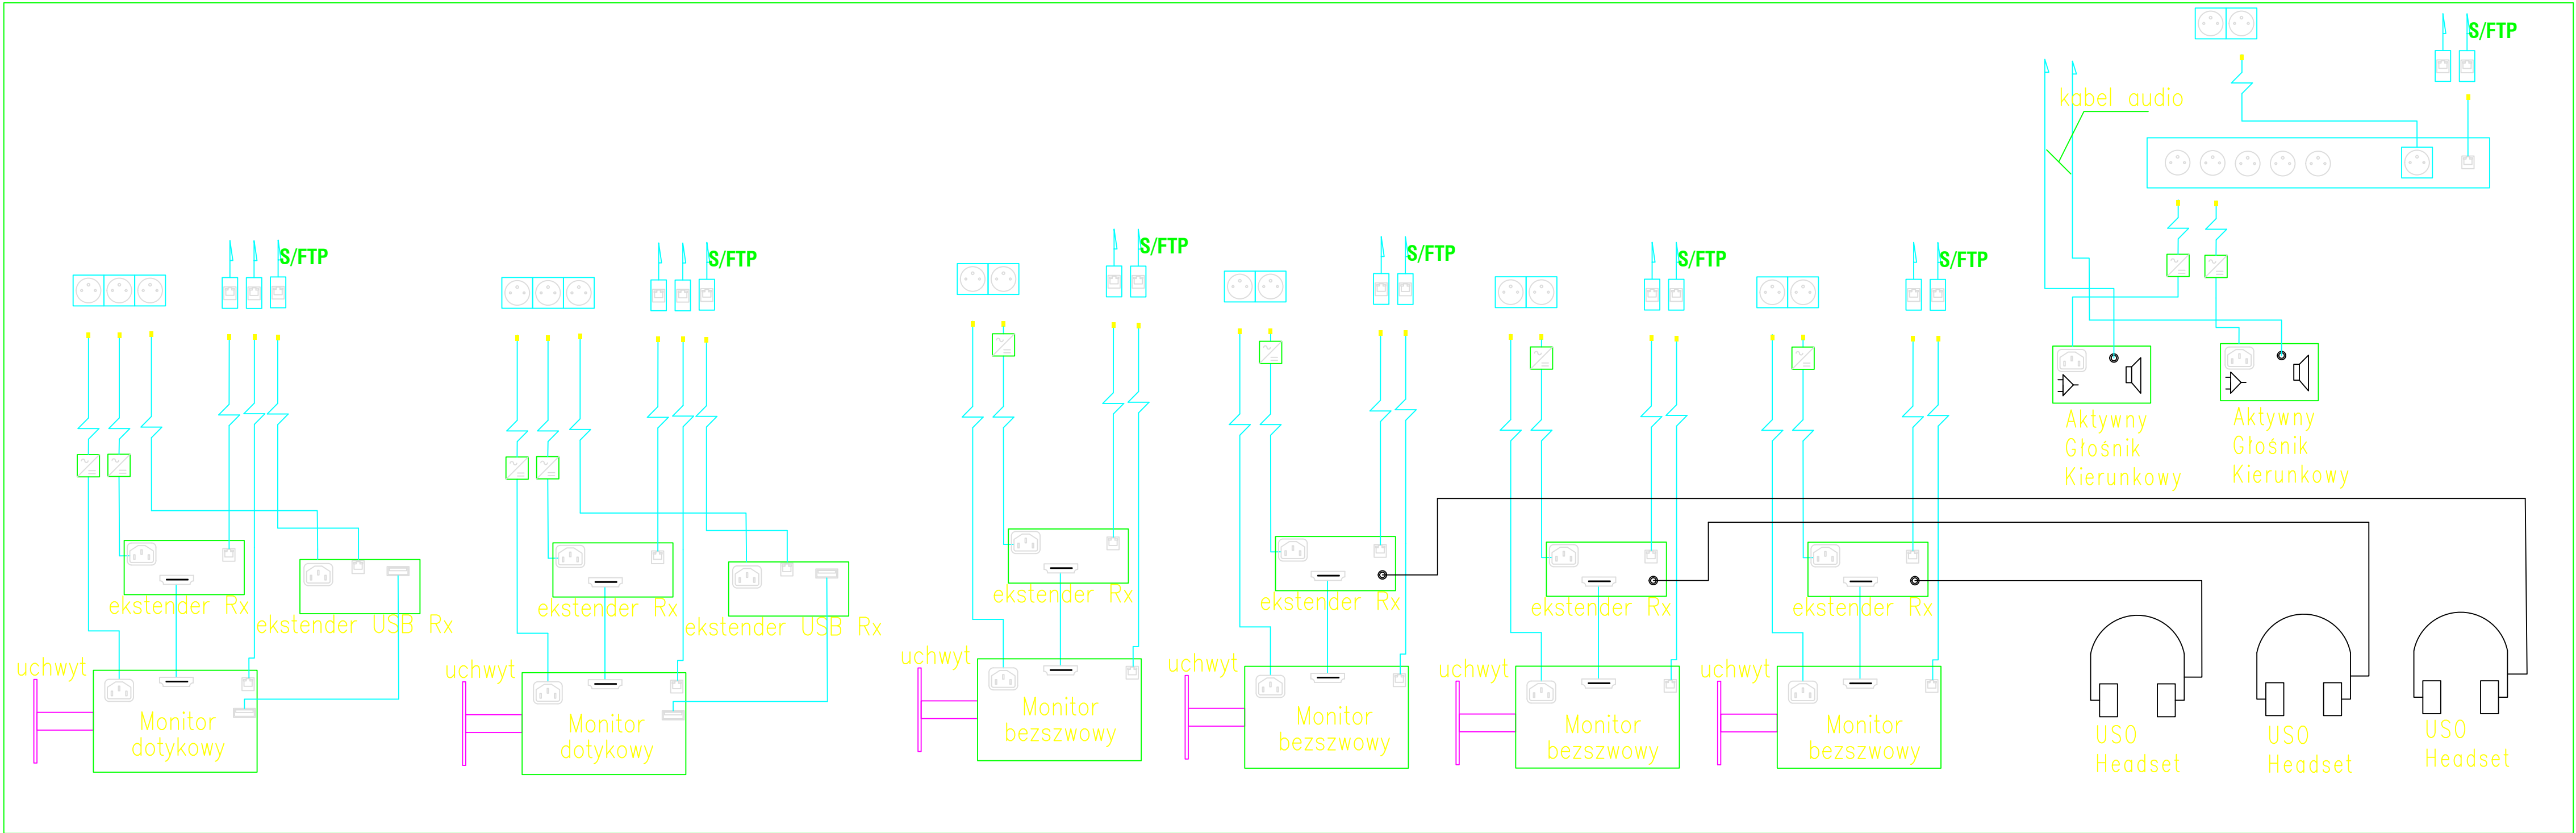 S/FTP
kabel audio
S/FTP
S/FTP
S/FTP
S/FTP
S/FTP
S/FTP
Aktywny
Głośnik
Kierunkowy
Aktywny
Głośnik
Kierunkowy
ekstender Rx
ekstender USB Rx
ekstender Rx
ekstender USB Rx
ekstender Rx
ekstender Rx
ekstender Rx
ekstender Rx
uchwyt
Monitor
dotykowy
uchwyt
Monitor
dotykowy
uchwyt
Monitor
bezszwowy
uchwyt
Monitor
bezszwowy
uchwyt
Monitor
bezszwowy
uchwyt
Monitor
bezszwowy
USO
Headset
USO
Headset
USO
Headset